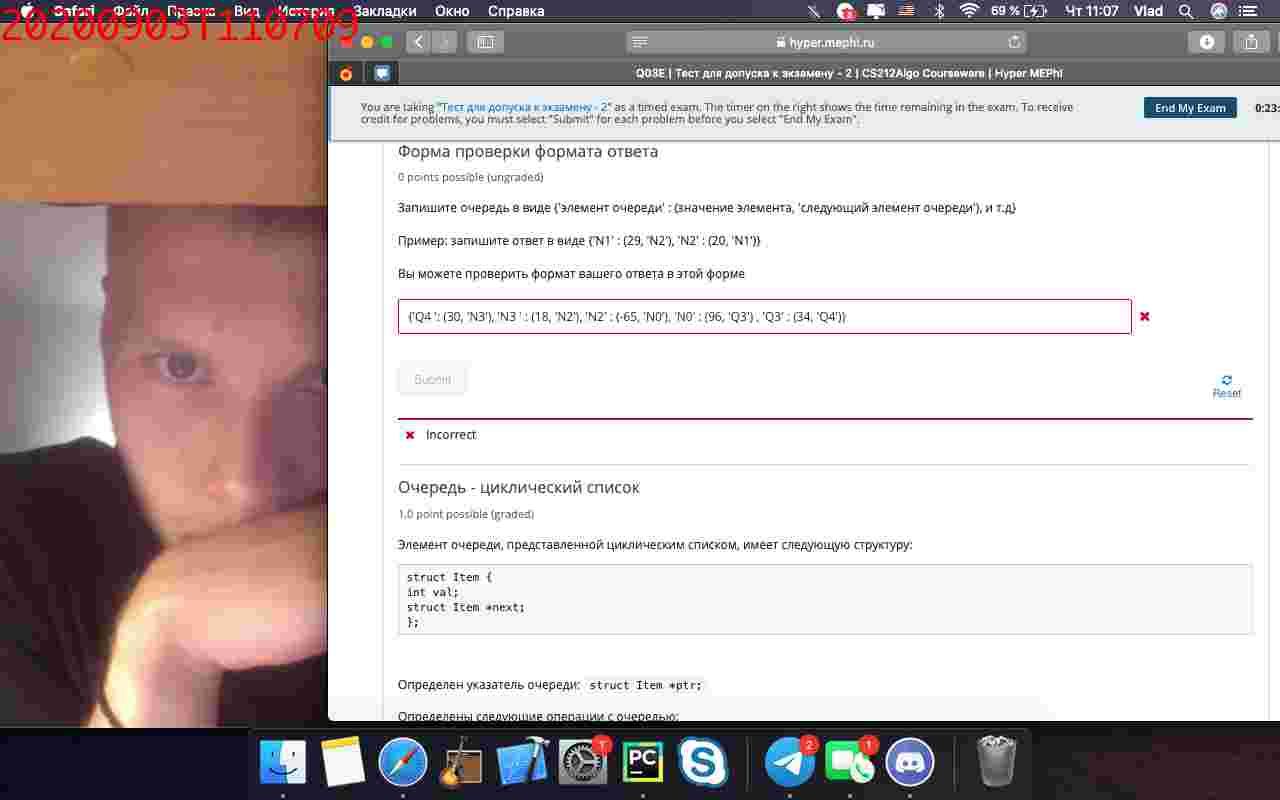 20200903T110709
Safari Файл Правка Вид История Закладки Окно Справка 69 % Чт 11:07 Vlad
hyper.mephi.ru
Q03E | Тест для допуска к экзамену - 2 | CS212Algo Courseware | Hyper MEPhI
You are taking "Тест для допуска к экзамену - 2" as a timed exam. The timer on the right shows the time remaining in the exam. To receive
credit for problems, you must select "Submit" for each problem before you select "End My Exam".
End My Exam
0:23:
Форма проверки формата ответа
0 points possible (ungraded)
Запишите очередь в виде {'элемент очереди' : (значение элемента, 'следующий элемент очереди'), и т.д}
Пример: запишите ответ в виде {'N1' : (29, 'N2'), 'N2' : (20, 'N1')}
Вы можете проверить формат вашего ответа в этой форме
{'Q4 ': (30, 'N3'), 'N3 ' : (18, 'N2'), 'N2' : (-65, 'N0'), 'N0' : (96, 'Q3') , 'Q3' : (34, 'Q4')}
Submit
Reset
Incorrect
Очередь - циклический список
1.0 point possible (graded)
Элемент очереди, представленной циклическим списком, имеет следующую структуру:
struct Item {
int val;
struct Item *next;
};
Определен указатель очереди: struct Item *ptr;
Определены следующие операции с очередью:
1
PC
2
1